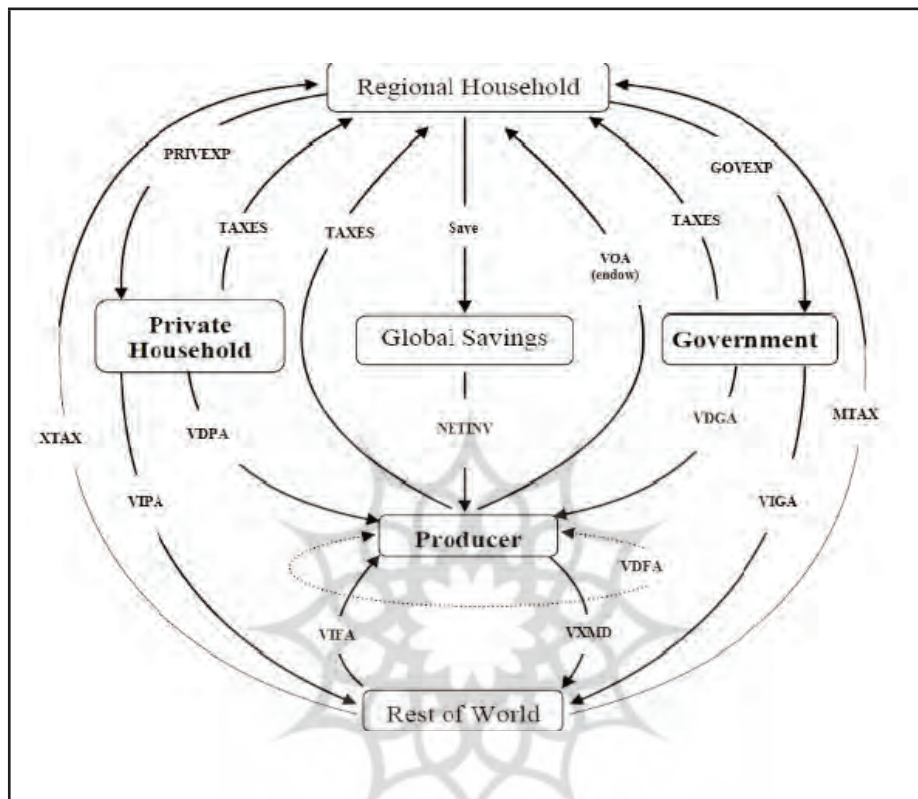 Regional Household
PRIVEXP
GOVEXP
TAXES
TAXES
Save
TAXES
VOA
(endow)
Private
Household
Global Savings
Government
XTAX
VDPA
NETINV
VDGA
MTAX
VIPA
VIGA
Producer
VDFA
VIFA
VXMD
Rest of World